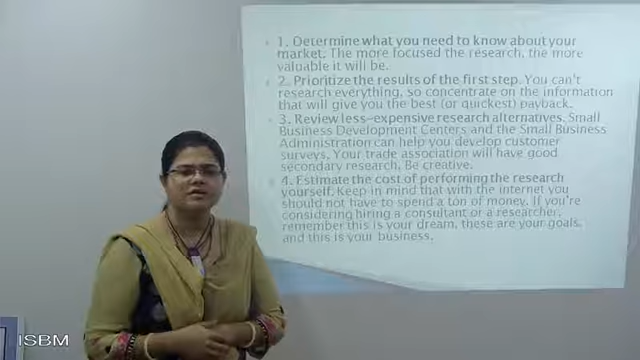 1. Determine what you need to know about your
market. The more focused the research, the more
valuable it will be.
2. Prioritize the results of the first step. You can't
research everything, so concentrate on the information
that will give you the best (or quickest) payback.
3. Review less-expensive research alternatives. Small
Business Development Centers and the Small Business
Administration can help you develop customer
surveys. Your trade association will have good
secondary research. Be creative.
4. Estimate the cost of performing the research
yourself. Keep in mind that with the internet you
should not have to spend a ton of money. If you're
considering hiring a consultant or a researcher,
remember this is your dream, these are your goals,
and this is your business.
ISBM